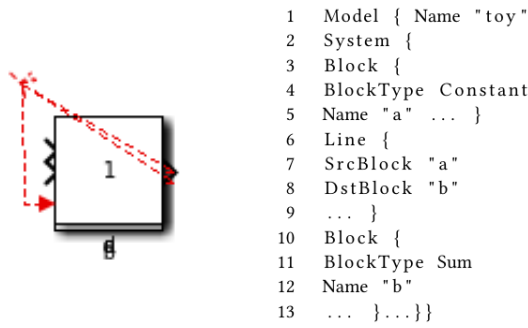 1
1 Model { Name "toy"
2 System {
3 Block {
4 BlockType Constant
5 Name "a" ... }
6 Line {
7 SrcBlock "a"
8 DstBlock "b"
9 ... }
10 Block {
11 BlockType Sum
12 Name "b"
13 ... }...}}